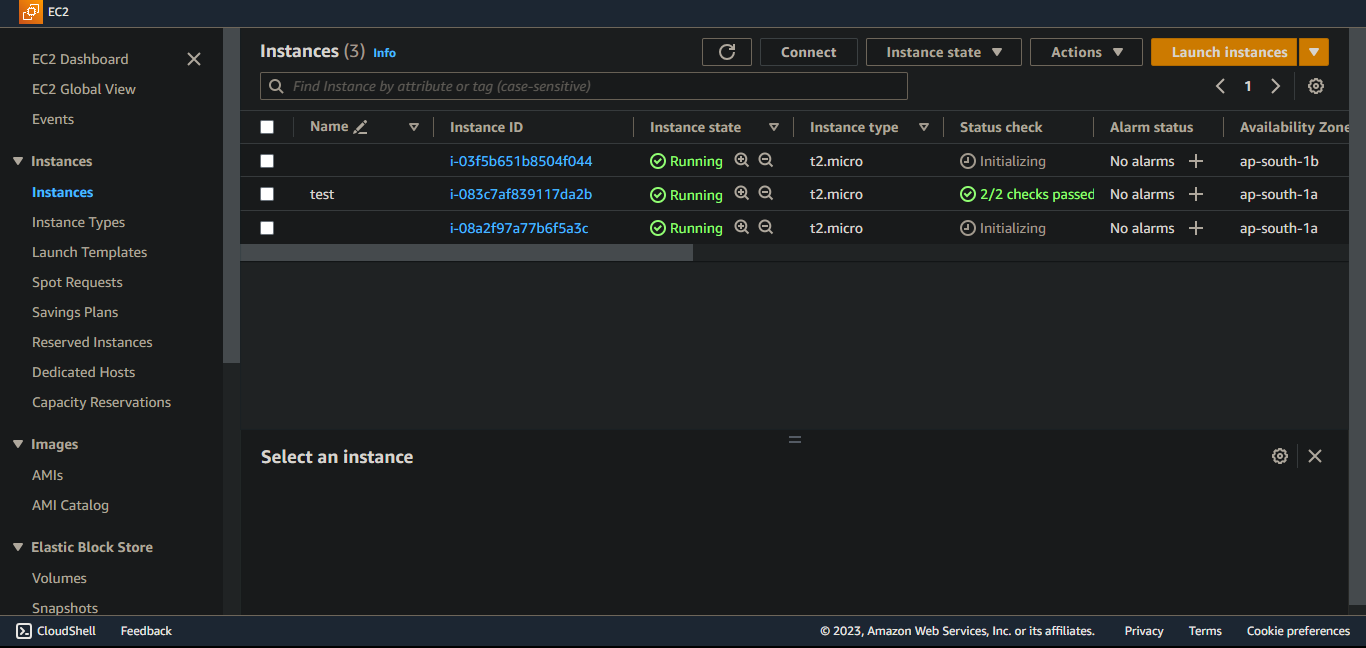 EC2
EC2 Dashboard
EC2 Global View
Events
Instances
Instances
Instance Types
Launch Templates
Spot Requests
Savings Plans
Reserved Instances
Dedicated Hosts
Capacity Reservations
Images
AMIs
AMI Catalog
Elastic Block Store
Volumes
Snapshots
Instances (3) Info
Connect
Instance state
Actions
Launch instances
Find Instance by attribute or tag (case-sensitive)
1
Name Instance ID Instance state Instance type Status check Alarm status Availability Zone
i-03f5b651b8504f044 Running t2.micro Initializing No alarms ap-south-1b
test i-083c7af839117da2b Running t2.micro 2/2 checks passed No alarms ap-south-1a
i-08a2f97a77b6f5a3c Running t2.micro Initializing No alarms ap-south-1a
Select an instance
CloudShell Feedback © 2023, Amazon Web Services, Inc. or its affiliates. Privacy Terms Cookie preferences